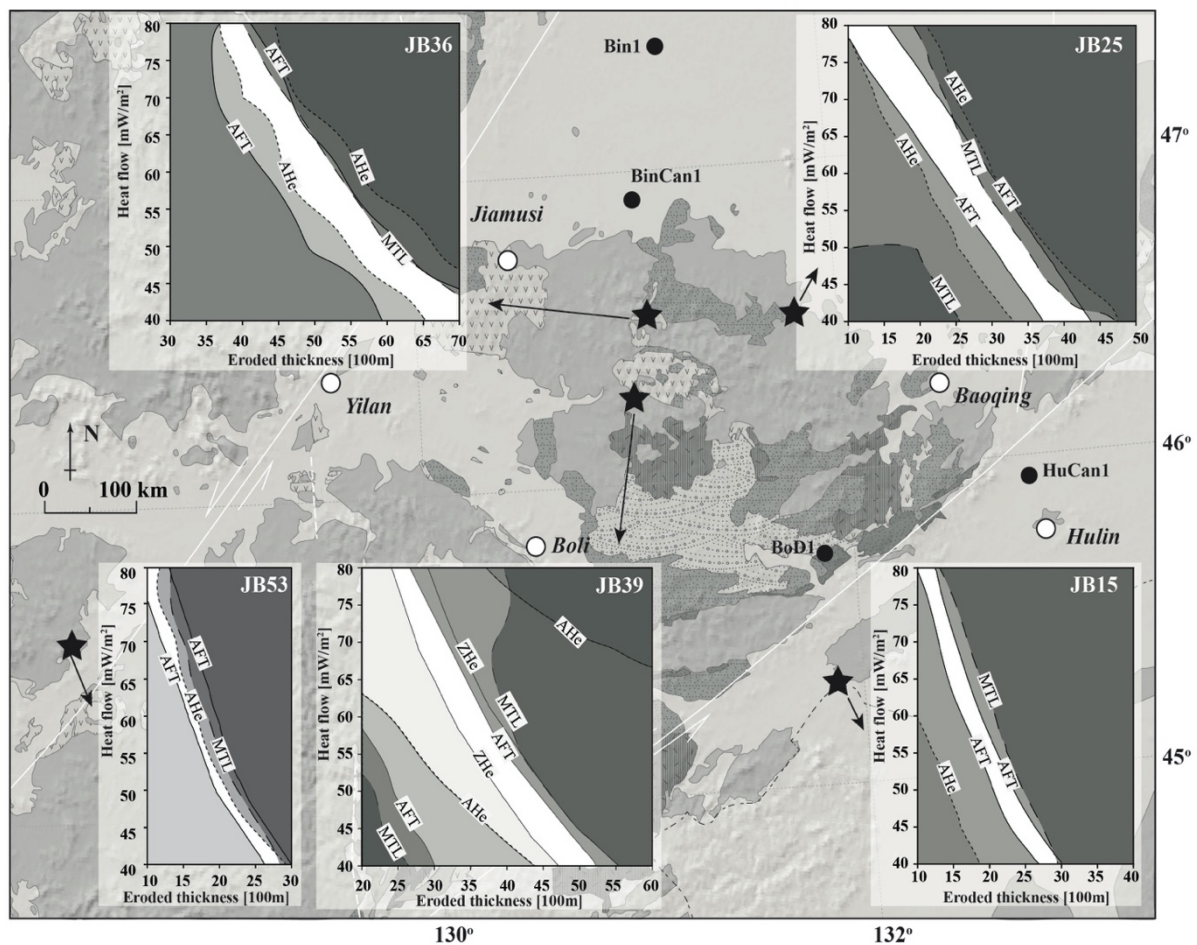 JB36
80
75
70
65
60
55
50
45
40
Heat flow [mW/m²]
30 35 40 45 50 55 60 65 70
Eroded thickness [100m]
AFT
AFT
AHe
AHe
MTL
Bin1
BinCan1
Jiamusi
JB25
80
75
70
65
60
55
50
45
40
Heat flow [mW/m²]
10 15 20 25 30 35 40 45 50
Eroded thickness [100m]
AHe
AHe
MTL
AFT
AFT
MTL
47°
Yilan
Baoqing
N
0 100 km
46°
HuCan1
Hulin
Boli
BoD1
JB53
80
75
70
65
60
55
50
45
40
Heat flow [mW/m²]
10 15 20 25 30
Eroded thickness [100m]
AFT
AFT
AHe
MTL
JB39
80
75
70
65
60
55
50
45
40
Heat flow [mW/m²]
20 25 30 35 40 45 50 55 60
Eroded thickness [100m]
AHe
ZHe
MTL
AFT
ZHe
AHe
AFT
MTL
JB15
80
75
70
65
60
55
50
45
40
Heat flow [mW/m²]
10 15 20 25 30 35 40
Eroded thickness [100m]
MTL
AFT
AFT
AHe
45°
130°
132°